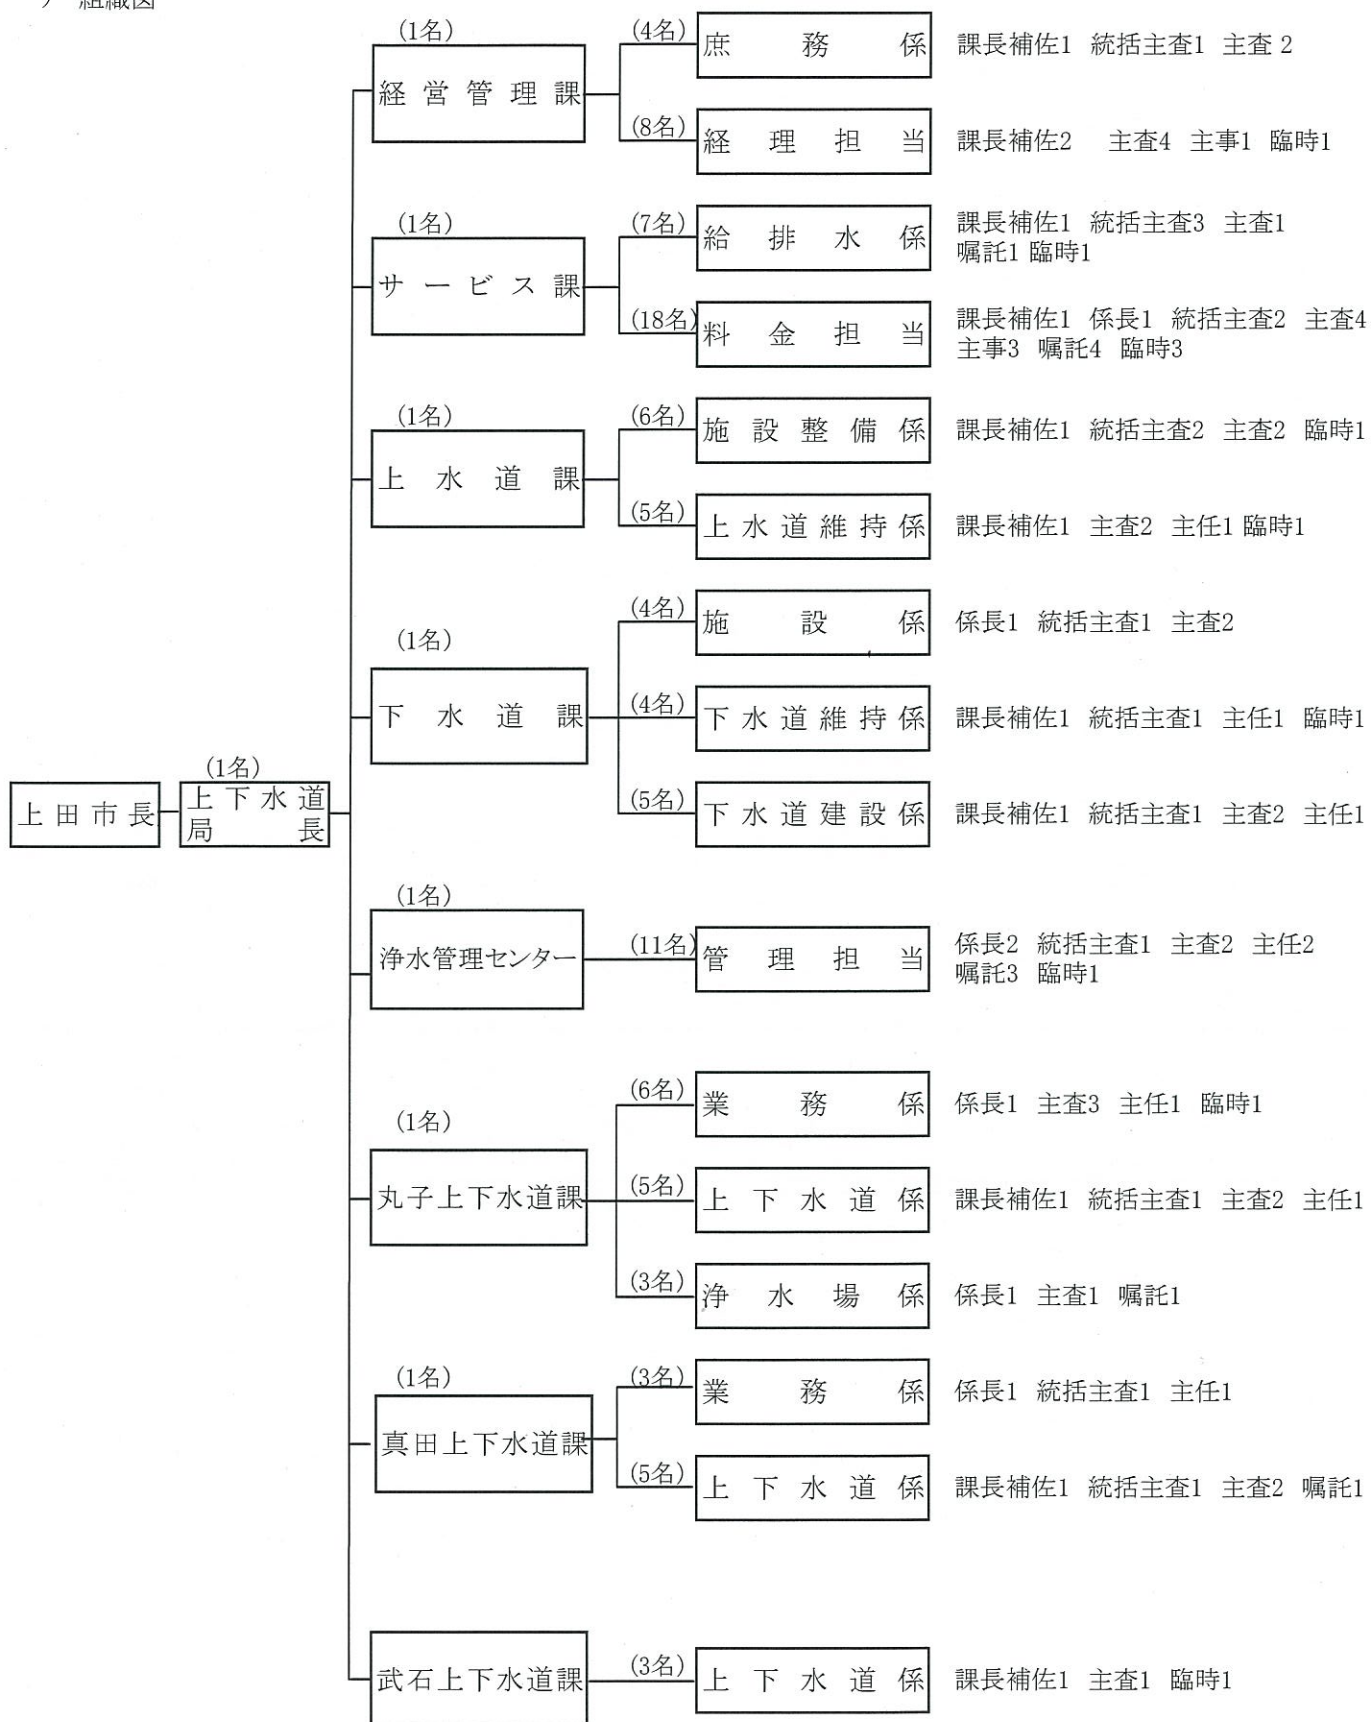 組織図
(1名)
経営管理課
(4名)
庶務係
課長補佐1 統括主査1 主査2
(8名)
経理担当
課長補佐2 主査4 主事1 臨時1
(1名)
サービス課
(7名)
給排水係
課長補佐1 統括主査3 主査1
嘱託1 臨時1
(18名)
料金担当
課長補佐1 係長1 統括主査2 主査4
主事3 嘱託4 臨時3
(1名)
上水道課
(6名)
施設整備係
課長補佐1 統括主査2 主査2 臨時1
(5名)
上水道維持係
課長補佐1 主査2 主任1 臨時1
(1名)
下水道課
(4名)
施設係
係長1 統括主査1 主査2
(4名)
下水道維持係
課長補佐1 統括主査1 主任1 臨時1
(5名)
下水道建設係
課長補佐1 統括主査1 主査2 主任1
上田市長
(1名)
上下水道
局長
(1名)
浄水管理センター
(11名)
管理担当
係長2 統括主査1 主査2 主任2
嘱託3 臨時1
(1名)
丸子上下水道課
(6名)
業務係
係長1 主査3 主任1 臨時1
(5名)
上下水道係
課長補佐1 統括主査1 主査2 主任1
(3名)
浄水場係
係長1 主査1 嘱託1
(1名)
真田上下水道課
(3名)
業務係
係長1 統括主査1 主任1
(5名)
上下水道係
課長補佐1 統括主査1 主査2 嘱託1
武石上下水道課
(3名)
上下水道係
課長補佐1 主査1 臨時1